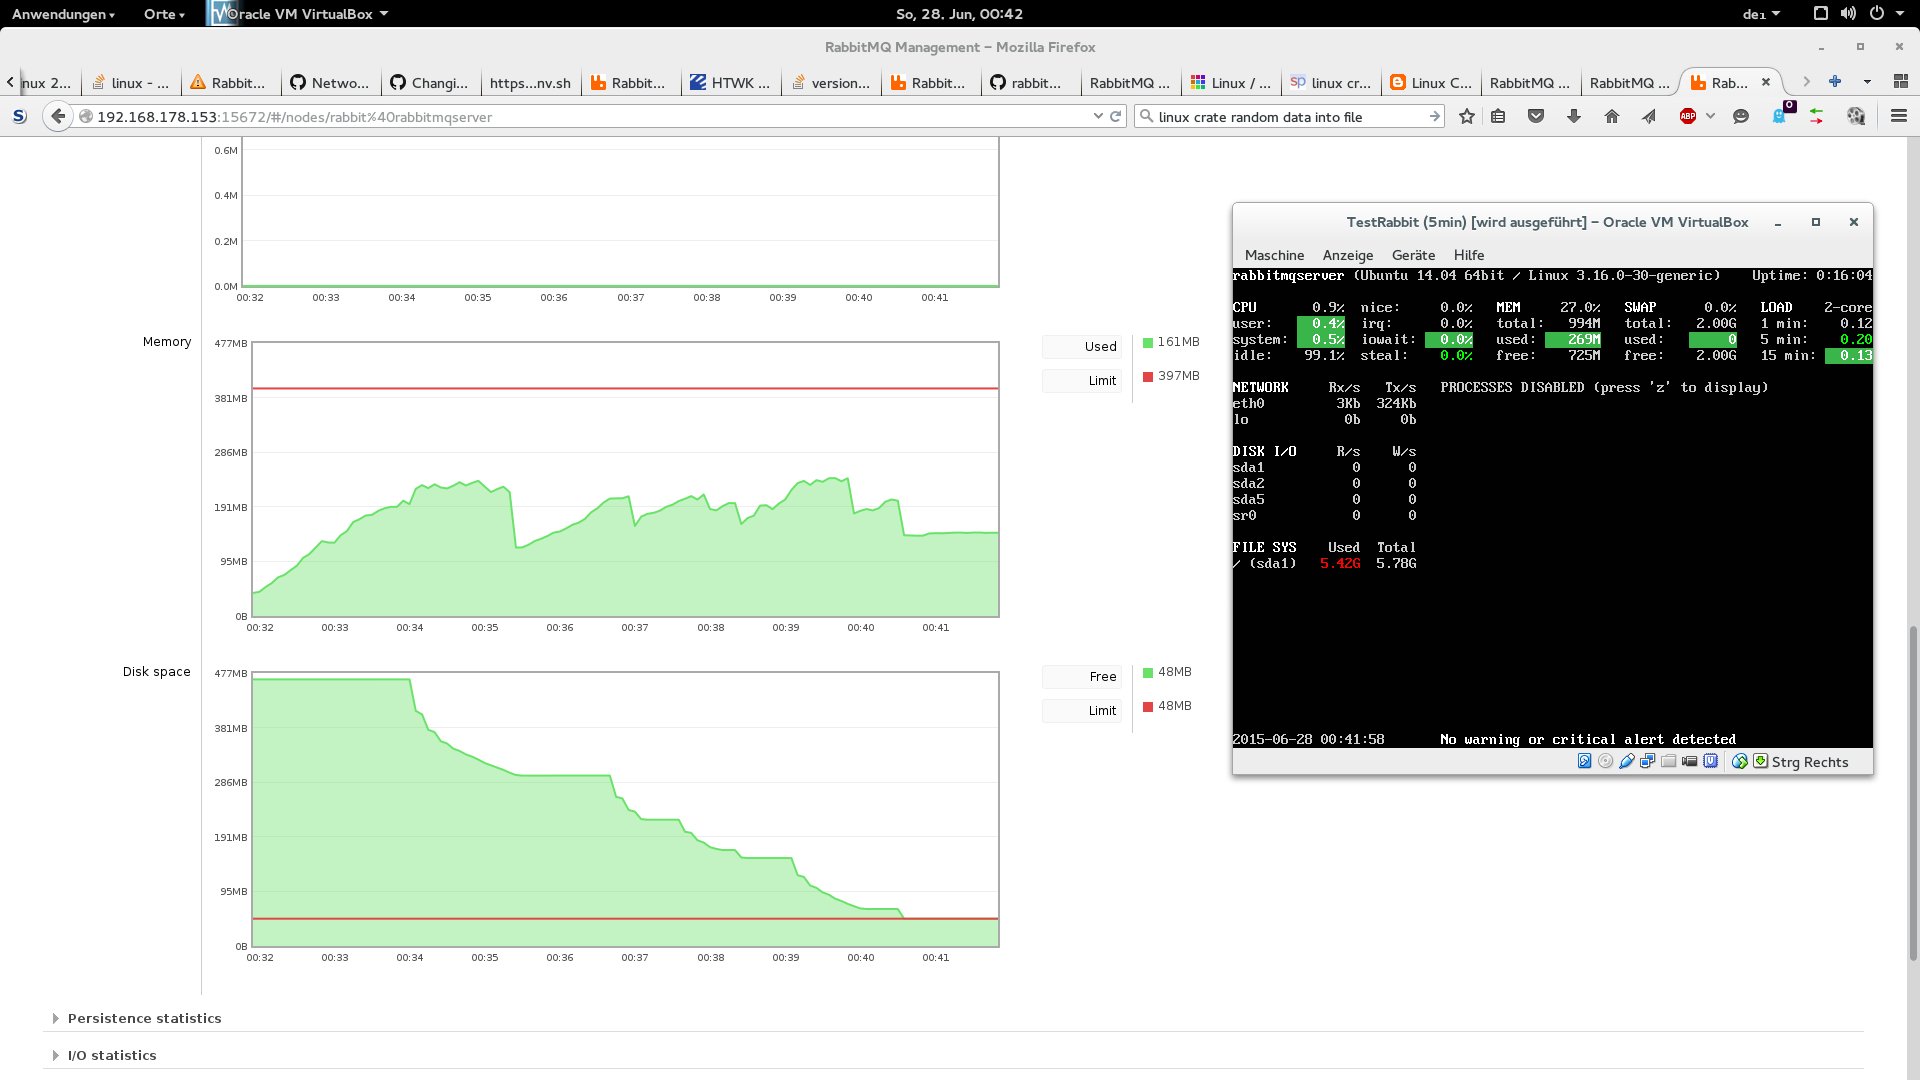 Anwendungen
Orte
Oracle VM VirtualBox
So, 28. Jun, 00:42
de1
RabbitMQ Management – Mozilla Firefox
inux 2...
linux - ...
Rabbit...
Netwo...
Changi...
https...nv.sh
Rabbit...
HTWK ...
version...
Rabbit...
rabbit...
RabbitMQ ...
Linux / ...
linux cr...
Linux C...
RabbitMQ ...
RabbitMQ ...
Rab...
192.168.178.153:15672/#/nodes/rabbit%40rabbitmqserver
linux crate random data into file
ABP
0
0.6M
0.4M
0.2M
0.0M
00:32 00:33 00:34 00:35 00:36 00:37 00:38 00:39 00:40 00:41
Memory
477MB
381MB
286MB
191MB
95MB
0B
00:32 00:33 00:34 00:35 00:36 00:37 00:38 00:39 00:40 00:41
Used 161MB
Limit 397MB
Disk space
477MB
381MB
286MB
191MB
95MB
0B
00:32 00:33 00:34 00:35 00:36 00:37 00:38 00:39 00:40 00:41
Free 48MB
Limit 48MB
Persistence statistics
I/O statistics
TestRabbit (5min) [wird ausgeführt] – Oracle VM VirtualBox
Maschine Anzeige Geräte Hilfe
rabbitmqserver (Ubuntu 14.04 64bit / Linux 3.16.0-30-generic) Uptime: 0:16:04
CPU 0.9% nice: 0.0% MEM 27.0% SWAP 0.0% LOAD 2-core
user: 0.4% irq: 0.0% total: 994M total: 2.00G 1 min: 0.12
system: 0.5% iowait: 0.0% used: 269M used: 0 5 min: 0.20
idle: 99.1% steal: 0.0% free: 725M free: 2.00G 15 min: 0.13
NETWORK Rx/s Tx/s PROCESSES DISABLED (press 'z' to display)
eth0 3Kb 324Kb
lo 0b 0b
DISK I/O R/s W/s
sda1 0 0
sda2 0 0
sda5 0 0
sr0 0 0
FILE SYS Used Total
/ (sda1) 5.42G 5.78G
2015-06-28 00:41:58 No warning or critical alert detected
Strg Rechts